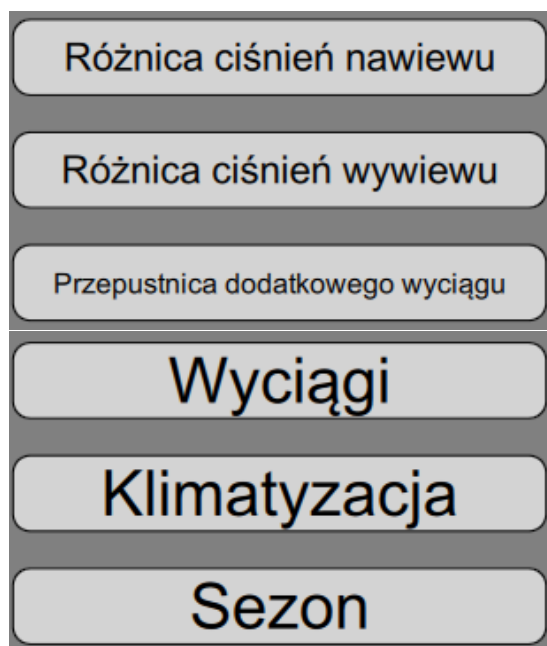 Różnica ciśnień nawiewu
Różnica ciśnień wywiewu
Przepustnica dodatkowego wyciągu
Wyciągi
Klimatyzacja
Sezon